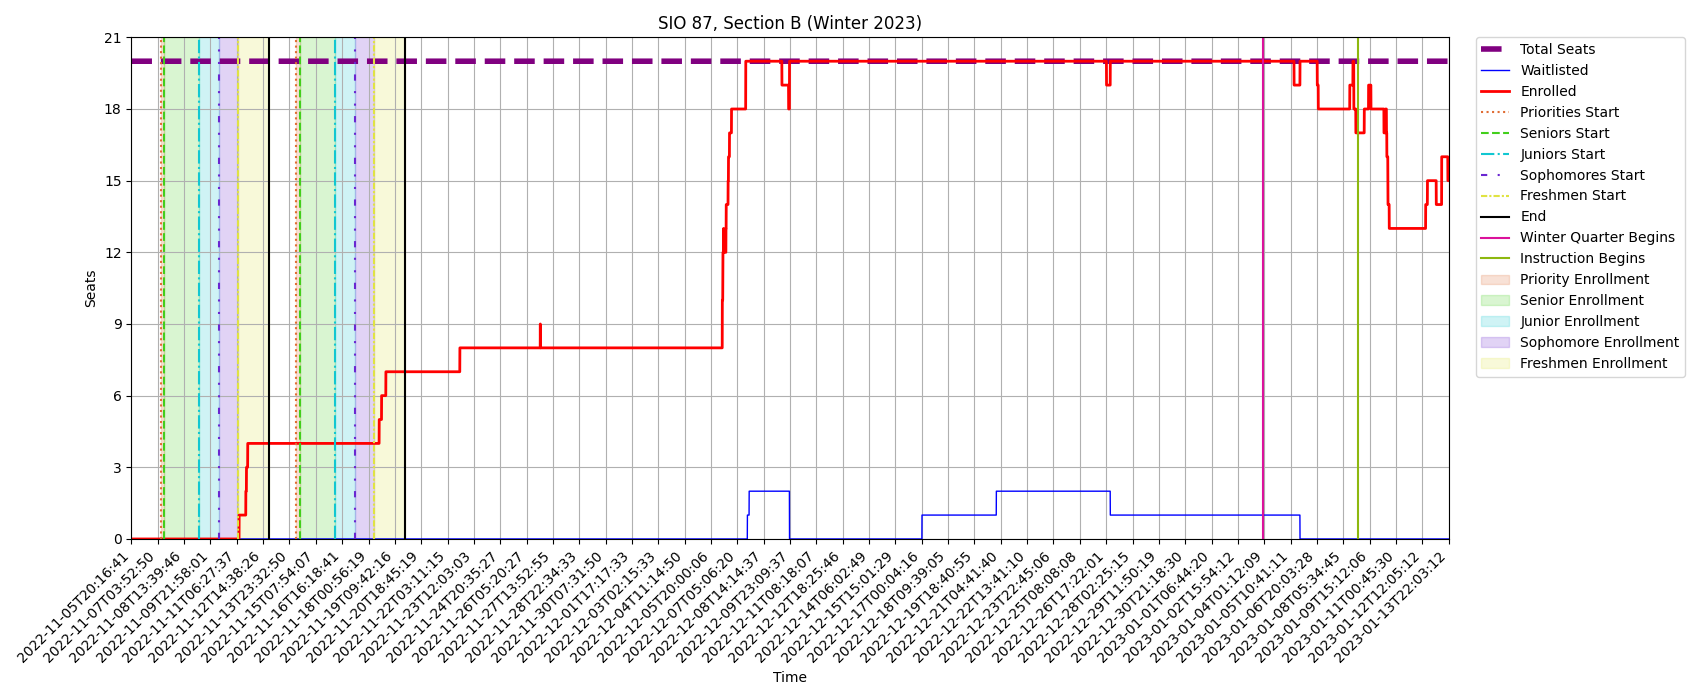 SIO 87, Section B (Winter 2023)
21
18
15
12
9
6
3
0
Seats
2022-11-05T20:16:41
2022-11-07T03:52:50
2022-11-08T13:39:46
2022-11-09T21:58:01
2022-11-11T06:27:37
2022-11-12T14:38:26
2022-11-13T23:32:50
2022-11-15T07:54:07
2022-11-16T16:18:41
2022-11-18T00:56:19
2022-11-19T09:42:16
2022-11-20T18:45:19
2022-11-22T03:11:15
2022-11-23T12:03:03
2022-11-24T20:35:27
2022-11-26T05:20:27
2022-11-27T13:52:55
2022-11-28T22:34:33
2022-11-30T07:31:50
2022-12-01T17:17:33
2022-12-03T02:15:33
2022-12-04T11:14:50
2022-12-05T20:00:06
2022-12-07T05:06:20
2022-12-08T14:14:37
2022-12-09T23:09:37
2022-12-11T08:18:07
2022-12-12T18:25:46
2022-12-14T06:02:49
2022-12-15T15:01:29
2022-12-17T00:04:16
2022-12-18T09:39:05
2022-12-19T18:40:55
2022-12-21T04:41:40
2022-12-22T13:41:10
2022-12-23T22:45:06
2022-12-25T08:08:08
2022-12-26T17:22:01
2022-12-28T02:25:15
2022-12-29T11:50:19
2022-12-30T21:18:30
2023-01-01T06:44:20
2023-01-02T15:54:12
2023-01-04T01:12:09
2023-01-05T10:41:11
2023-01-06T20:03:28
2023-01-08T05:34:45
2023-01-09T15:12:06
2023-01-11T00:45:30
2023-01-12T12:05:12
2023-01-13T22:03:12
Time
Total Seats
Waitlisted
Enrolled
Priorities Start
Seniors Start
Juniors Start
Sophomores Start
Freshmen Start
End
Winter Quarter Begins
Instruction Begins
Priority Enrollment
Senior Enrollment
Junior Enrollment
Sophomore Enrollment
Freshmen Enrollment